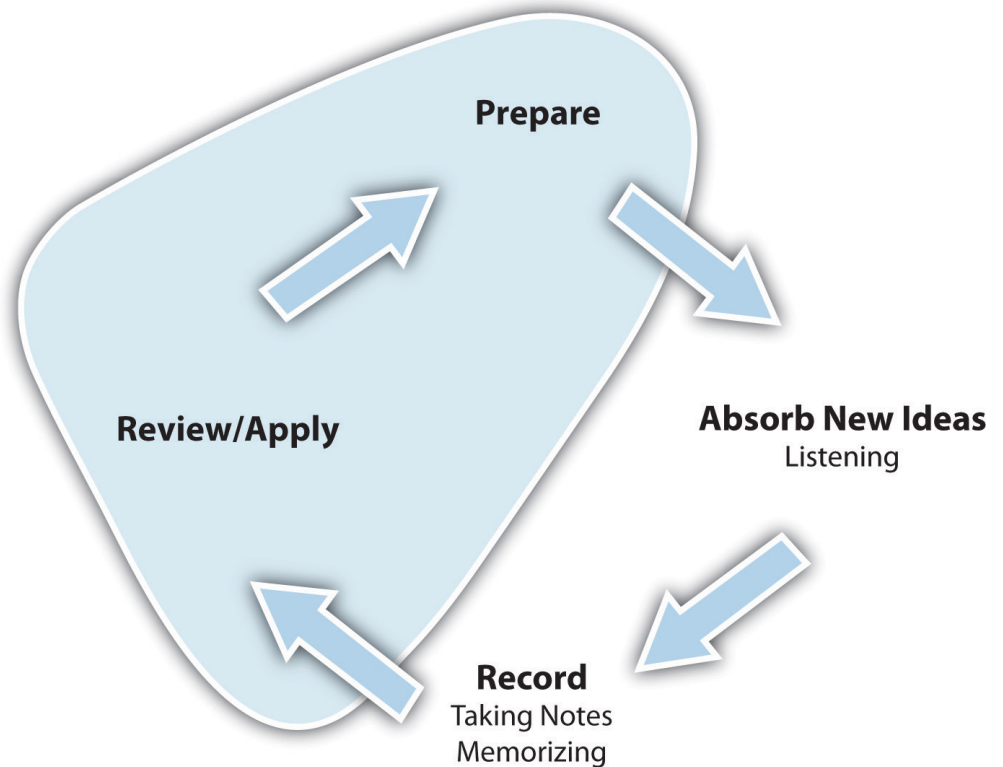 Prepare
Absorb New Ideas
Listening
Record
Taking Notes
Memorizing
Review/Apply